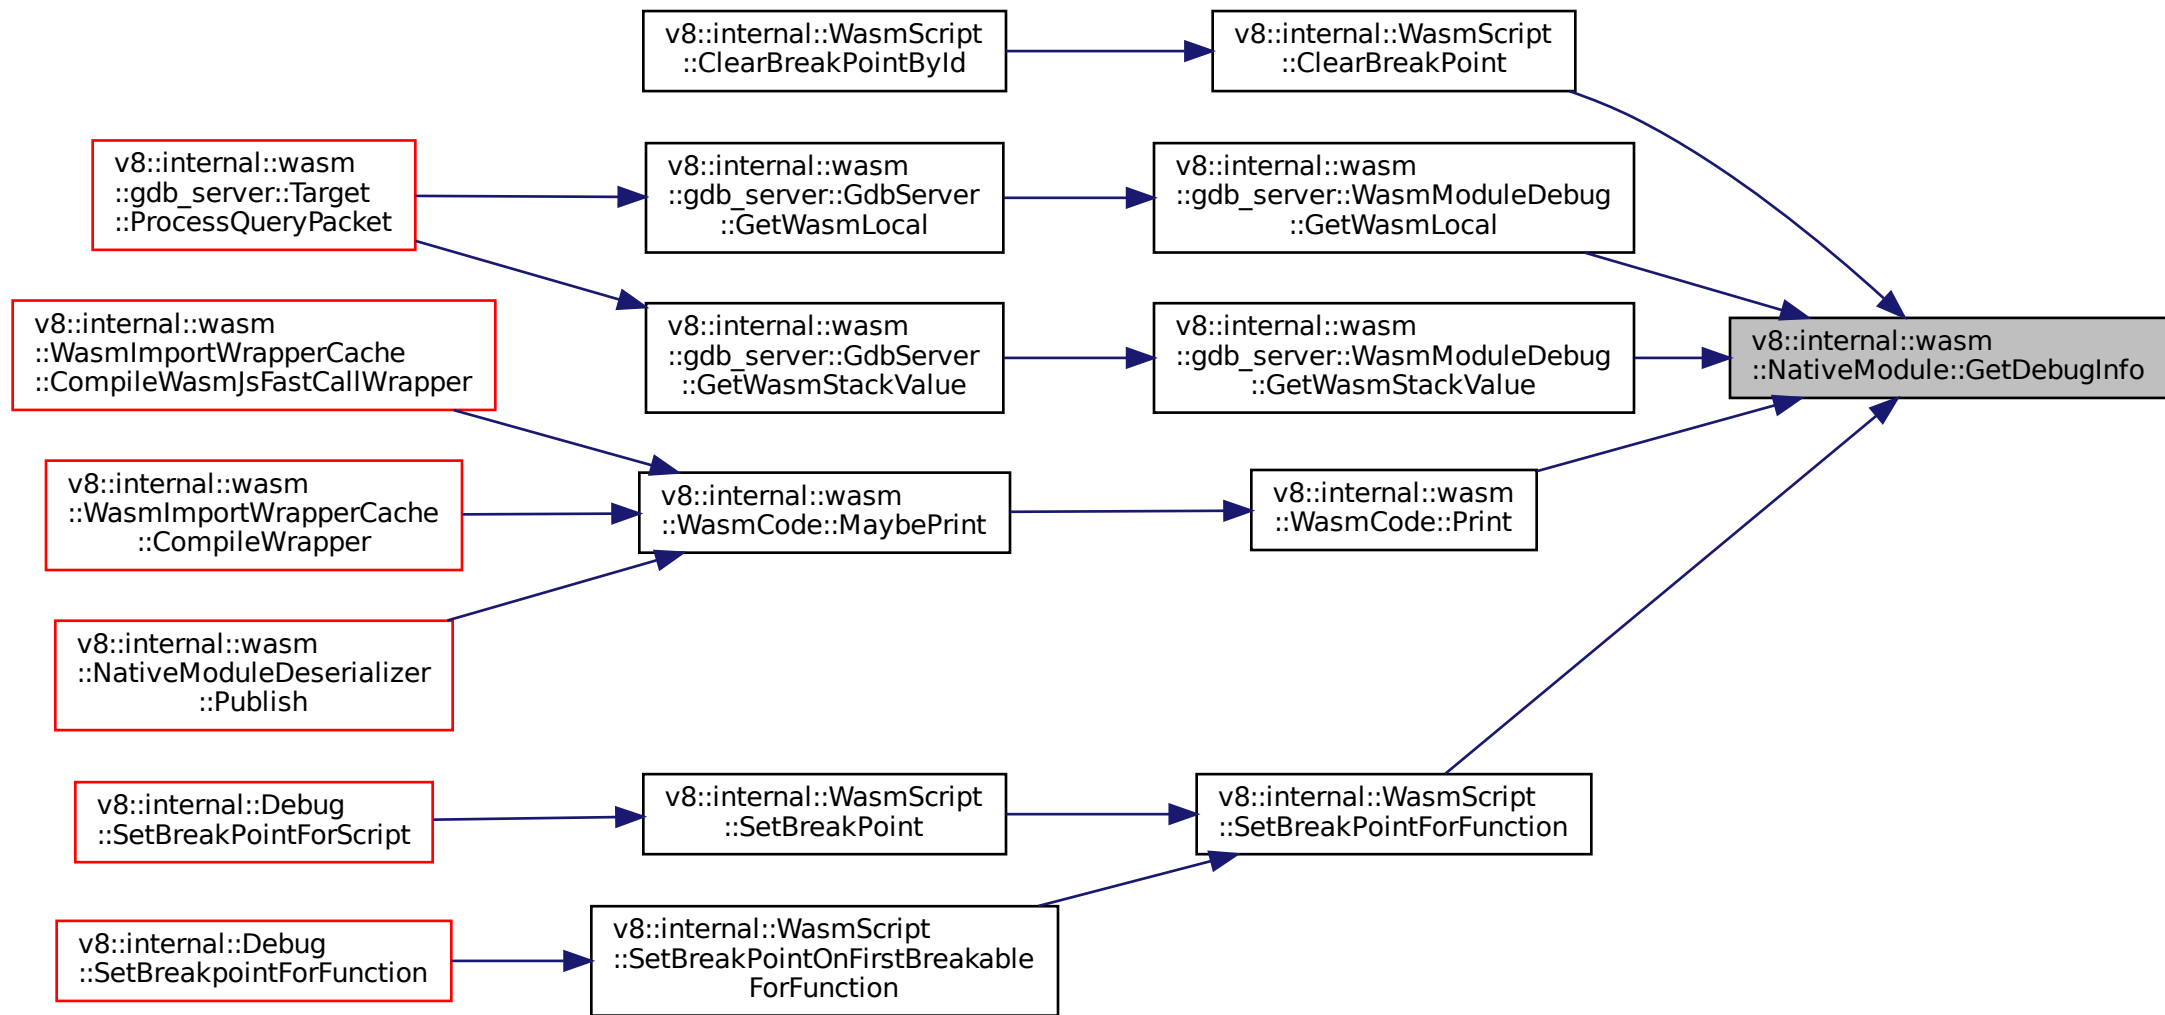 v8::internal::WasmScript
::ClearBreakPointById
v8::internal::WasmScript
::ClearBreakPoint
v8::internal::wasm
::gdb_server::Target
::ProcessQueryPacket
v8::internal::wasm
::gdb_server::GdbServer
::GetWasmLocal
v8::internal::wasm
::gdb_server::WasmModuleDebug
::GetWasmLocal
v8::internal::wasm
::WasmImportWrapperCache
::CompileWasmJsFastCallWrapper
v8::internal::wasm
::gdb_server::GdbServer
::GetWasmStackValue
v8::internal::wasm
::gdb_server::WasmModuleDebug
::GetWasmStackValue
v8::internal::wasm
::NativeModule::GetDebugInfo
v8::internal::wasm
::WasmImportWrapperCache
::CompileWrapper
v8::internal::wasm
::WasmCode::MaybePrint
v8::internal::wasm
::WasmCode::Print
v8::internal::wasm
::NativeModuleDeserializer
::Publish
v8::internal::Debug
::SetBreakPointForScript
v8::internal::WasmScript
::SetBreakPoint
v8::internal::WasmScript
::SetBreakPointForFunction
v8::internal::Debug
::SetBreakpointForFunction
v8::internal::WasmScript
::SetBreakPointOnFirstBreakable
ForFunction